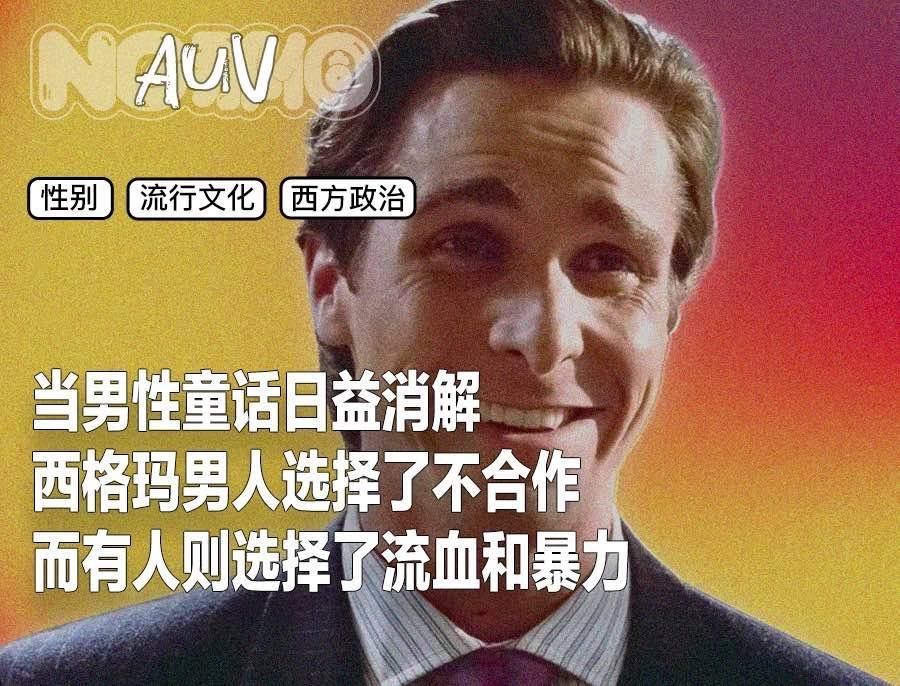 AUV
性别 流行文化 西方政治
当男性童话日益消解
西格玛男人选择了不合作
而有人则选择了流血和暴力